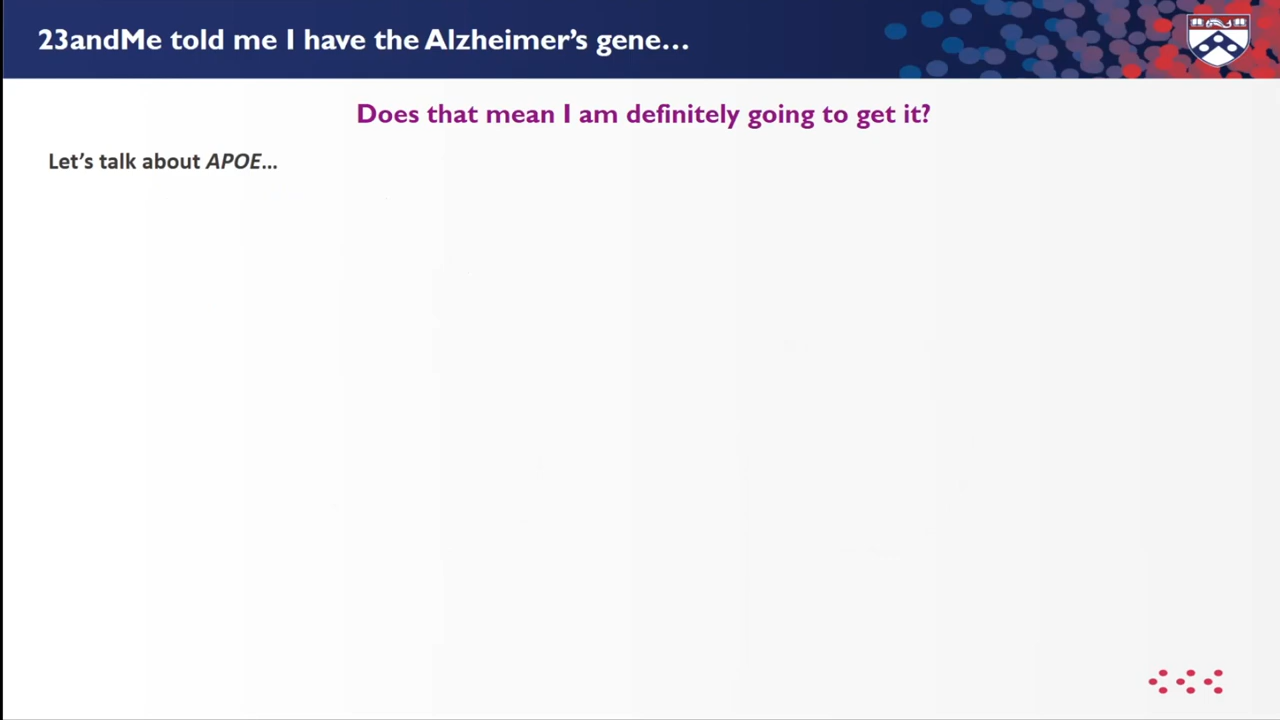 23andMe told me I have the Alzheimer’s gene…
Does that mean I am definitely going to get it?
Let’s talk about APOE…